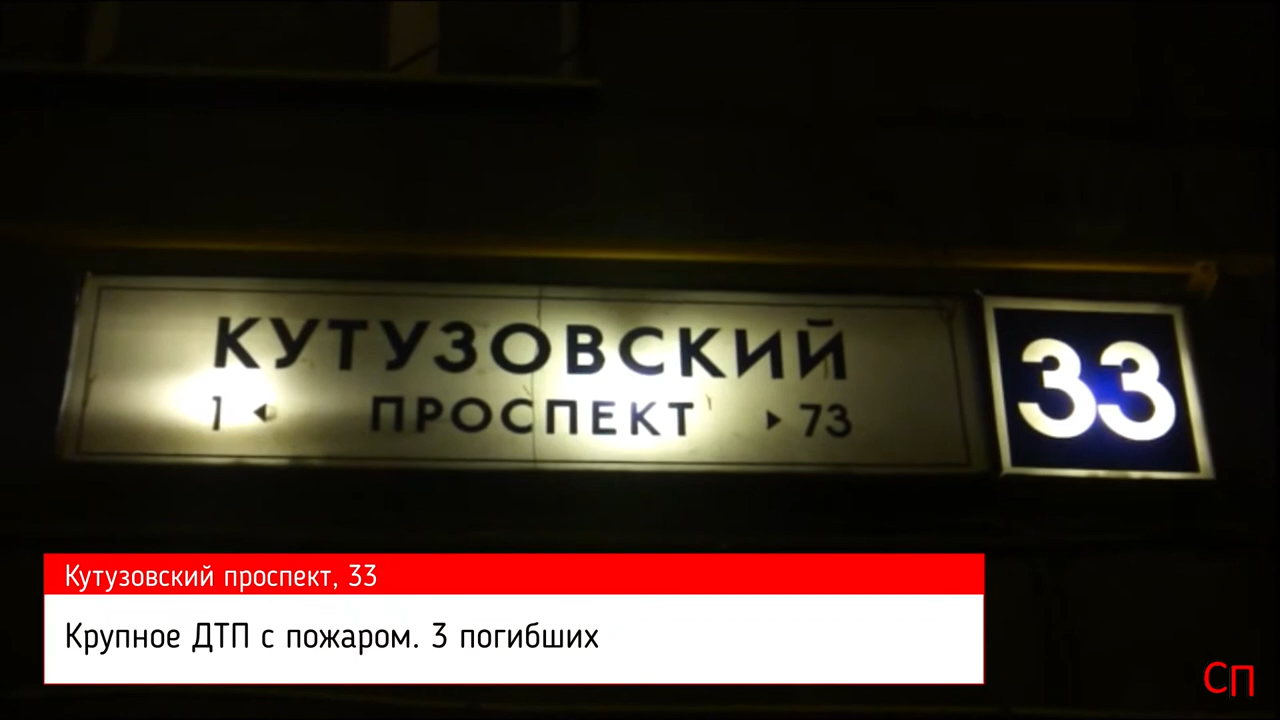 КУТУЗОВСКИЙ
1 ◂ ПРОСПЕКТ ▸ 73
33
Кутузовский проспект, 33
Крупное ДТП с пожаром. 3 погибших
СП